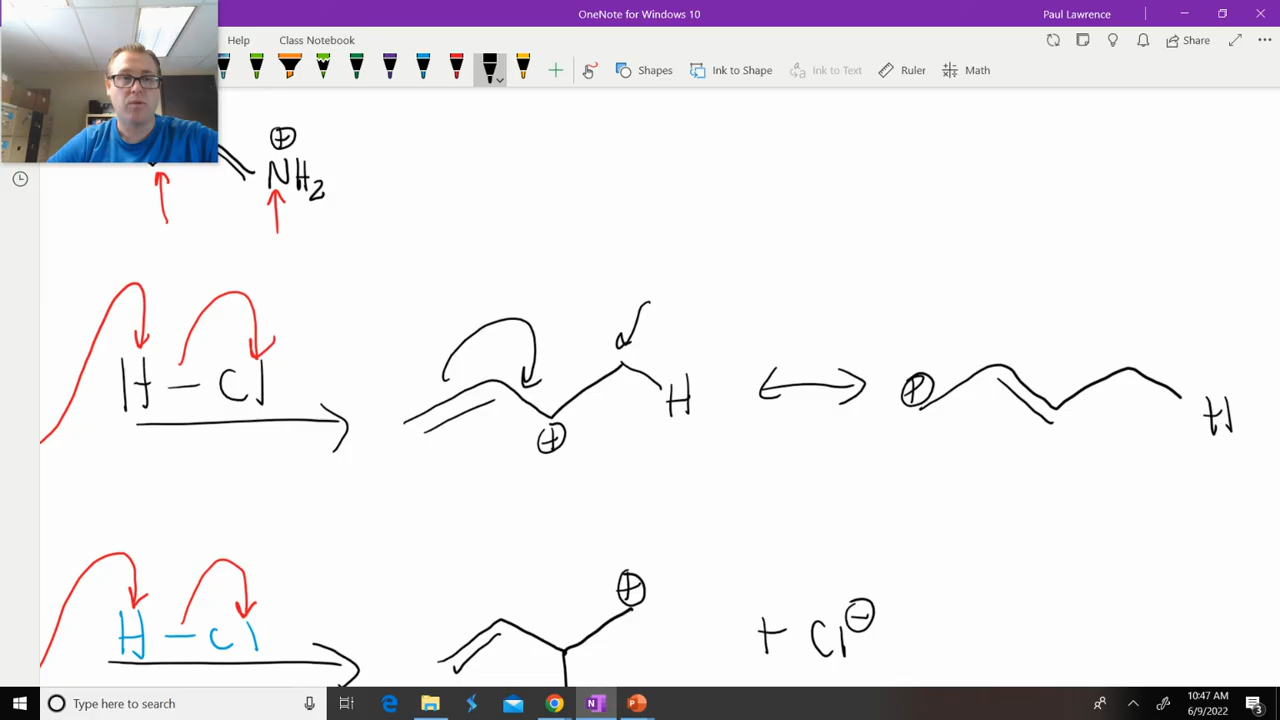 OneNote for Windows 10 Paul Lawrence
Help Class Notebook Share
Shapes Ink to Shape Ink to Text Ruler Math
⊕
NH2
H – Cl
⊕ H
⊕ H
H – Cl
⊕
+ Cl⊖
Type here to search
10:47 AM
6/9/2022
3